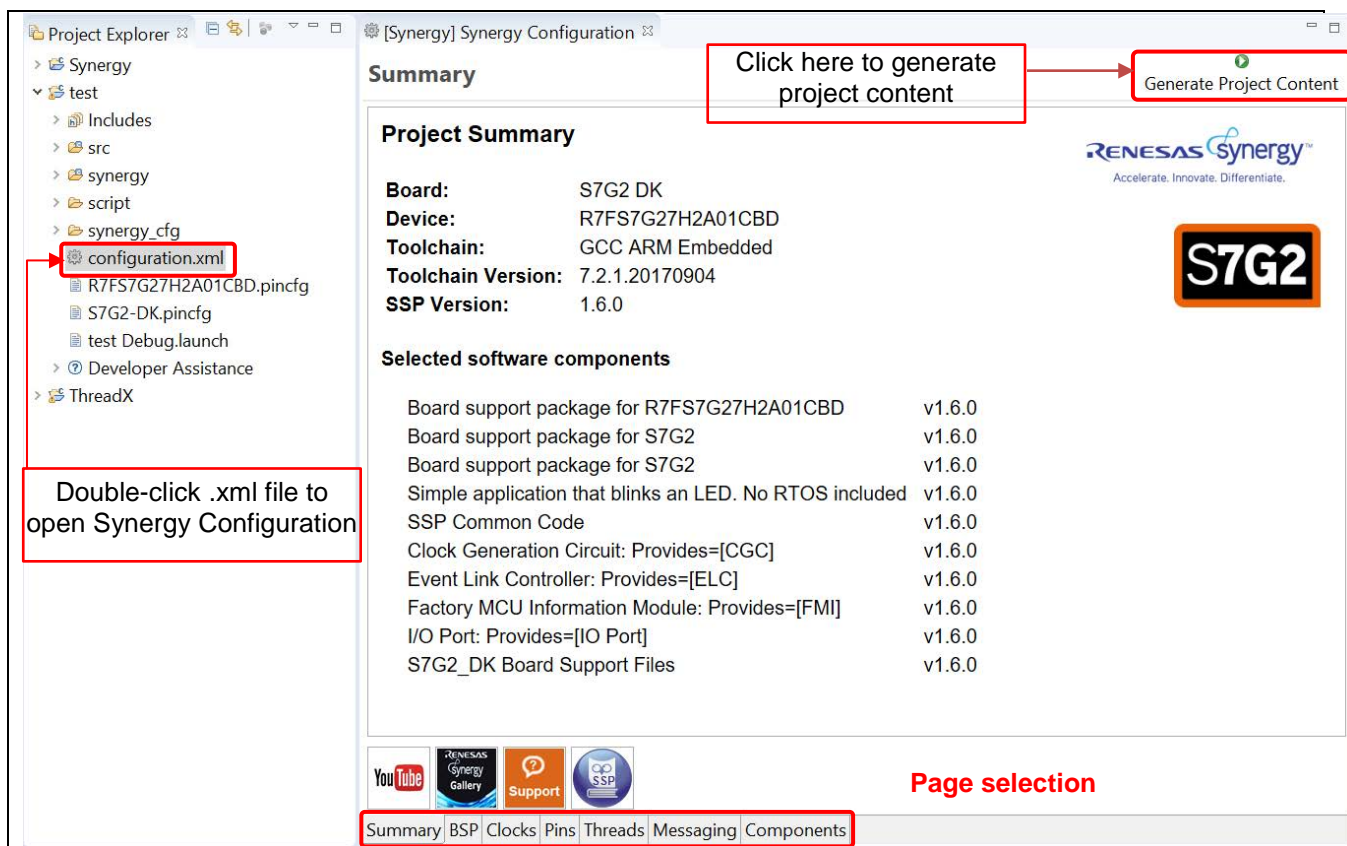 Project Explorer
Synergy
test
Includes
src
synergy
script
synergy_cfg
configuration.xml
R7FS7G27H2A01CBD.pincfg
S7G2-DK.pincfg
test Debug.launch
Developer Assistance
ThreadX
Double-click .xml file to
open Synergy Configuration
[Synergy] Synergy Configuration
Summary
Click here to generate
project content
Generate Project Content
Project Summary
RENESAS synergy™
Accelerate. Innovate. Differentiate.
Board: S7G2 DK
Device: R7FS7G27H2A01CBD
Toolchain: GCC ARM Embedded
Toolchain Version: 7.2.1.20170904
SSP Version: 1.6.0
S7G2
Selected software components
Board support package for R7FS7G27H2A01CBD v1.6.0
Board support package for S7G2 v1.6.0
Board support package for S7G2 v1.6.0
Simple application that blinks an LED. No RTOS included v1.6.0
SSP Common Code v1.6.0
Clock Generation Circuit: Provides=[CGC] v1.6.0
Event Link Controller: Provides=[ELC] v1.6.0
Factory MCU Information Module: Provides=[FMI] v1.6.0
I/O Port: Provides=[IO Port] v1.6.0
S7G2_DK Board Support Files v1.6.0
YouTube
RENESAS
synergy
Gallery
Support
SSP
Page selection
Summary BSP Clocks Pins Threads Messaging Components